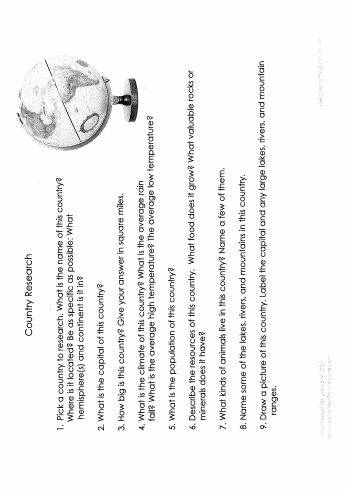 Country Research
1. Pick a country to research. What is the name of this country?
Where is it located? Be as specific as possible: What
hemisphere(s) and continent is it in?
2. What is the capital of this country?
3. How big is this country? Give your answer in square miles.
4. What is the climate of this country? What is the average rain
fall? What is the average high temperature? The average low temperature?
5. What is the population of this country?
6. Describe the resources of this country. What food does it grow? What valuable rocks or
minerals does it have?
7. What kinds of animals live in this country? Name a few of them.
8. Name some of the lakes, rivers, and mountains in this country.
9. Draw a picture of this country. Label the capital and any large lakes, rivers, and mountain
ranges.